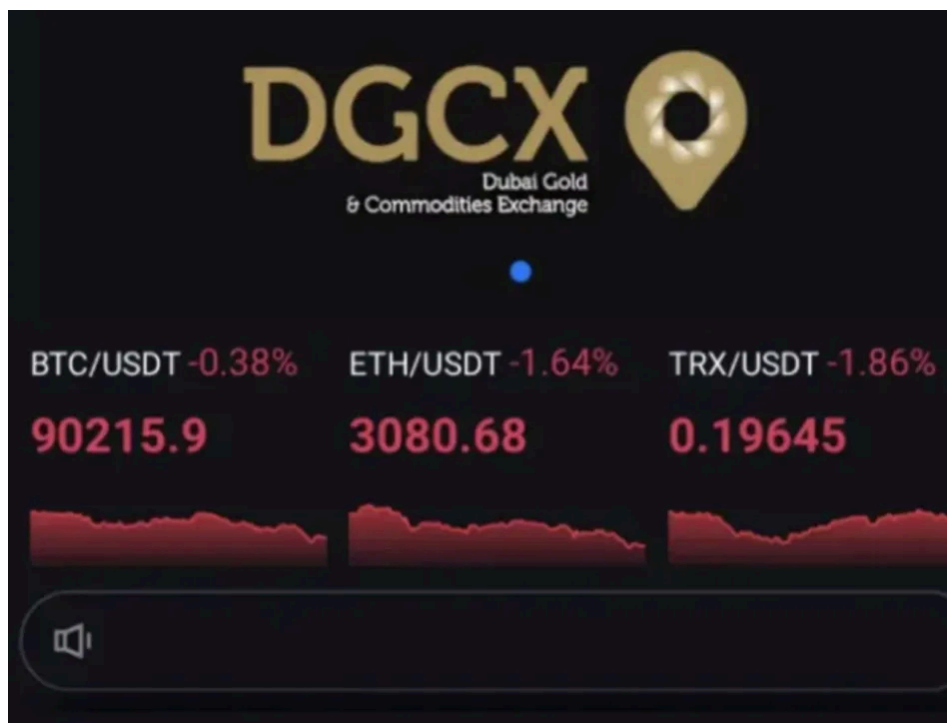 DGCX
Dubai Gold
& Commodities Exchange
BTC/USDT -0.38% ETH/USDT -1.64% TRX/USDT -1.86%
90215.9 3080.68 0.19645